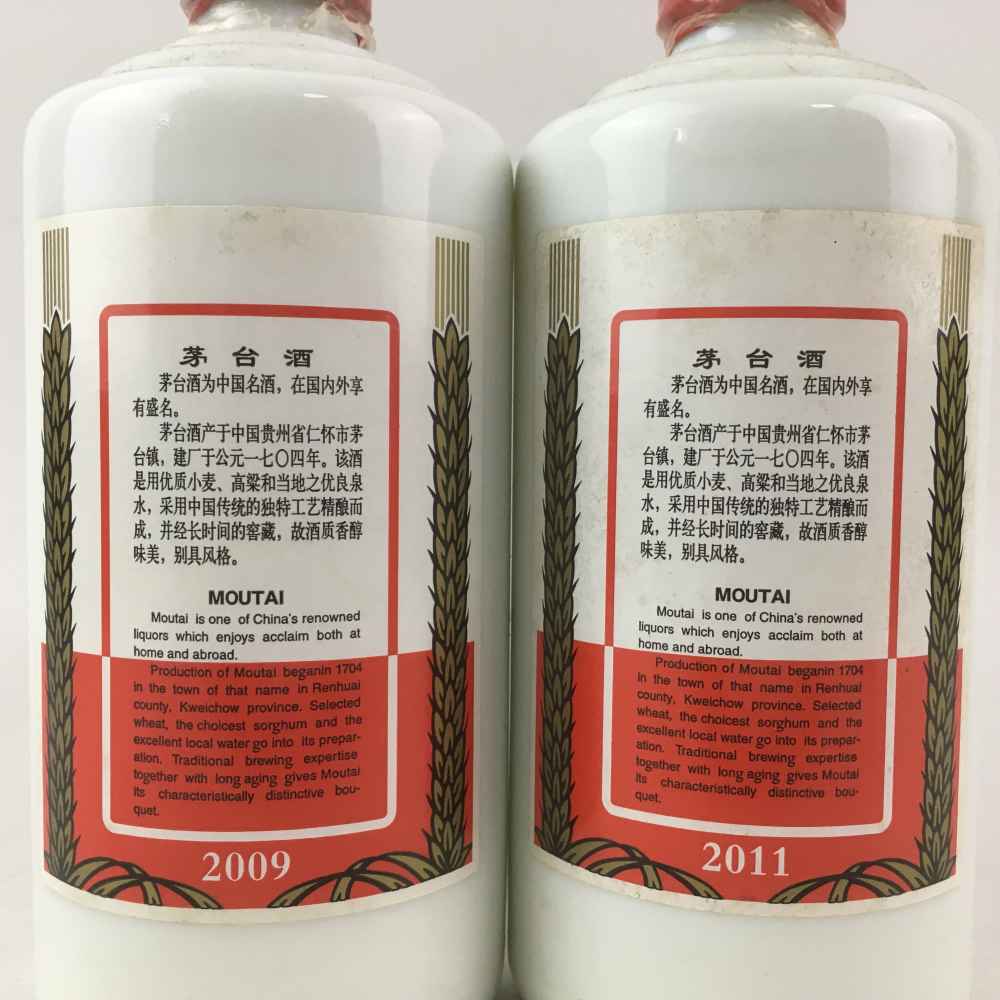 茅台酒
茅台酒为中国名酒，在国内外享
有盛名。
茅台酒产于中国贵州省仁怀市茅
台镇，建厂于公元一七〇四年。该酒
是用优质小麦、高粱和当地之优良泉
水，采用中国传统的独特工艺精酿而
成，并经长时间的窖藏，故酒质香醇
味美，别具风格。
MOUTAI
Moutai is one of China's renowned
liquors which enjoys acclaim both at
home and abroad.
Production of Moutai beganin 1704
in the town of that name in Renhuai
county, Kweichow province. Selected
wheat, the choicest sorghum and the
excellent local water go into its prepar-
ation. Traditional brewing expertise
together with long aging gives Moutai
its characteristically distinctive bou-
quet.
2009
茅台酒
茅台酒为中国名酒，在国内外享
有盛名。
茅台酒产于中国贵州省仁怀市茅
台镇，建厂于公元一七〇四年。该酒
是用优质小麦、高粱和当地之优良泉
水，采用中国传统的独特工艺精酿而
成，并经长时间的窖藏，故酒质香醇
味美，别具风格。
MOUTAI
Moutai is one of China's renowned
liquors which enjoys acclaim both at
home and abroad.
Production of Moutai beganin 1704
in the town of that name in Renhuai
county, Kweichow province. Selected
wheat, the choicest sorghum and the
excellent local water go into its prepar-
ation. Traditional brewing expertise
together with long aging gives Moutai
its characteristically distinctive bou-
quet.
2011